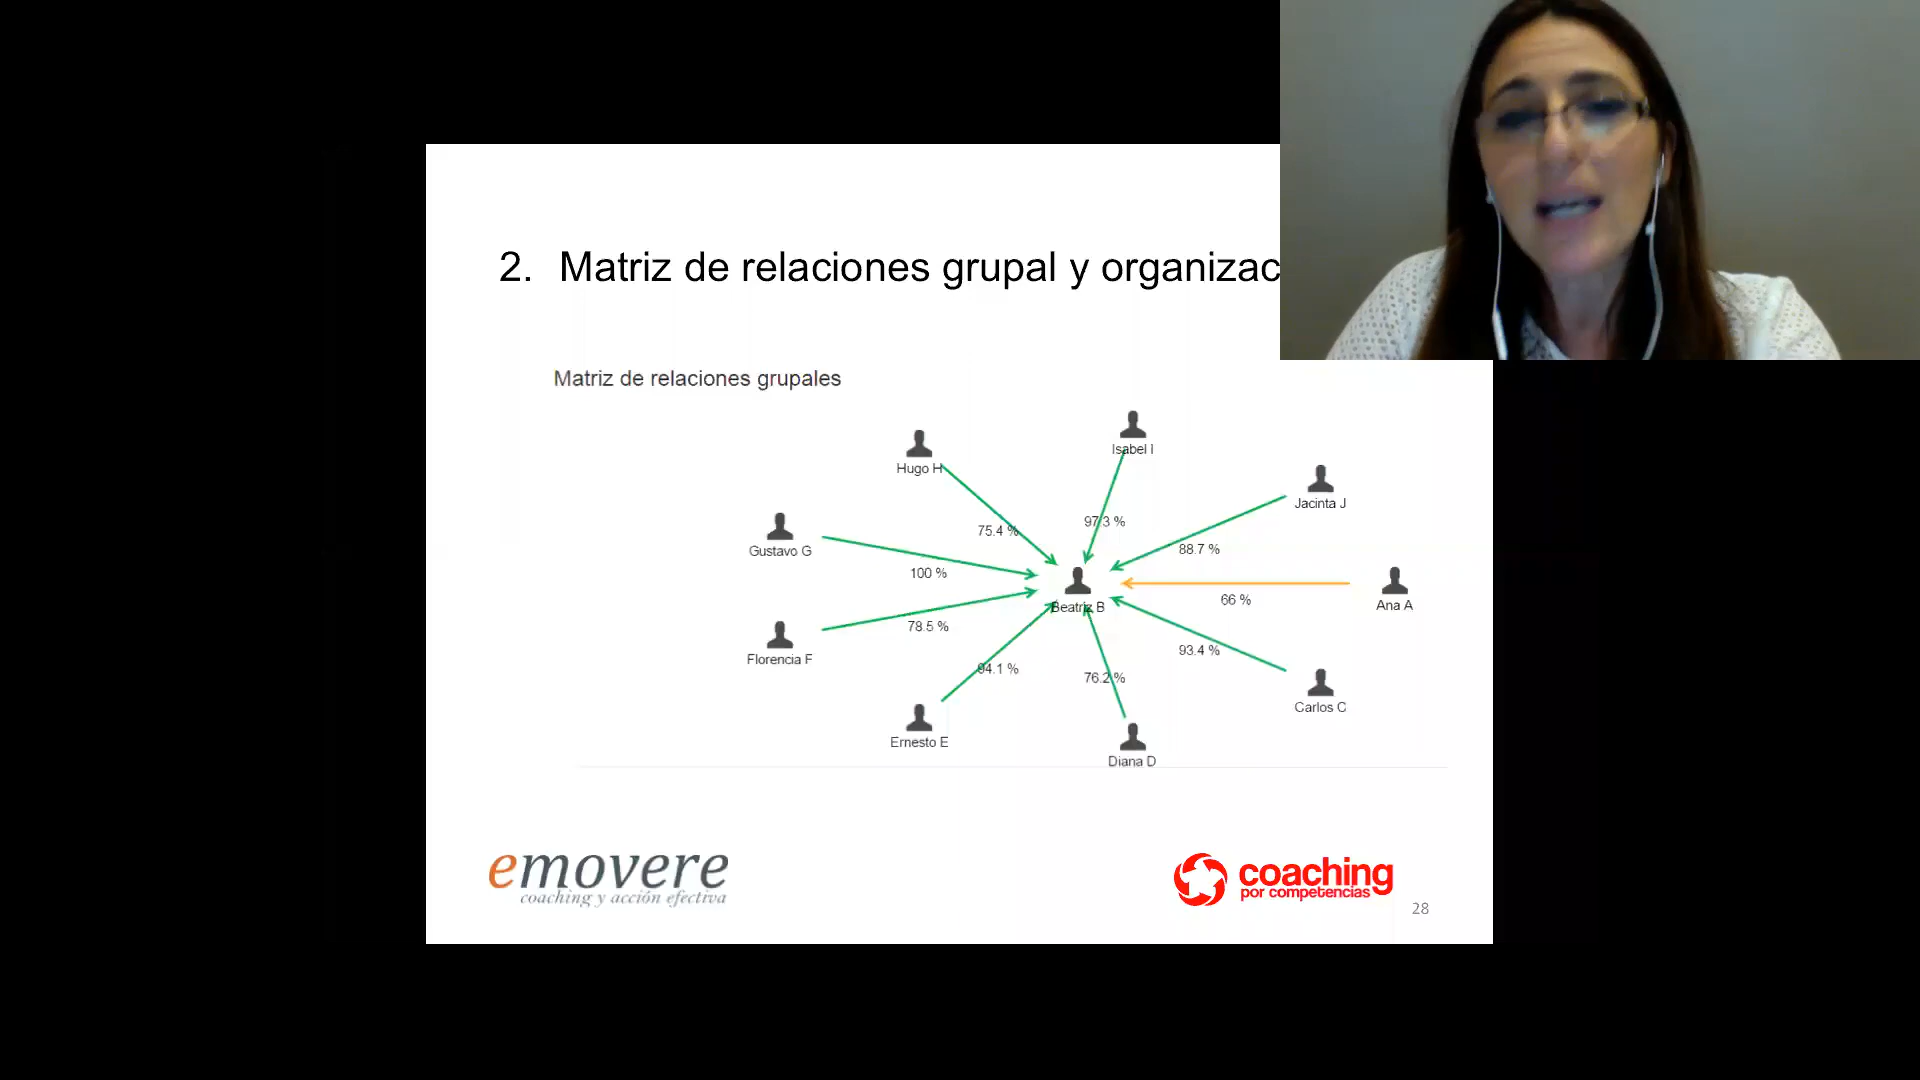 2. Matriz de relaciones grupal y organizac
Matriz de relaciones grupales
Isabel I
Hugo H
Jacinta J
97.3 %
75.4 %
Gustavo G
88.7 %
100 %
Beatriz B
66 %
Ana A
78.5 %
Florencia F
93.4 %
94.1 %
76.2 %
Carlos C
Ernesto E
Diana D
emovere
coaching y acción efectiva
coaching
por competencias
28